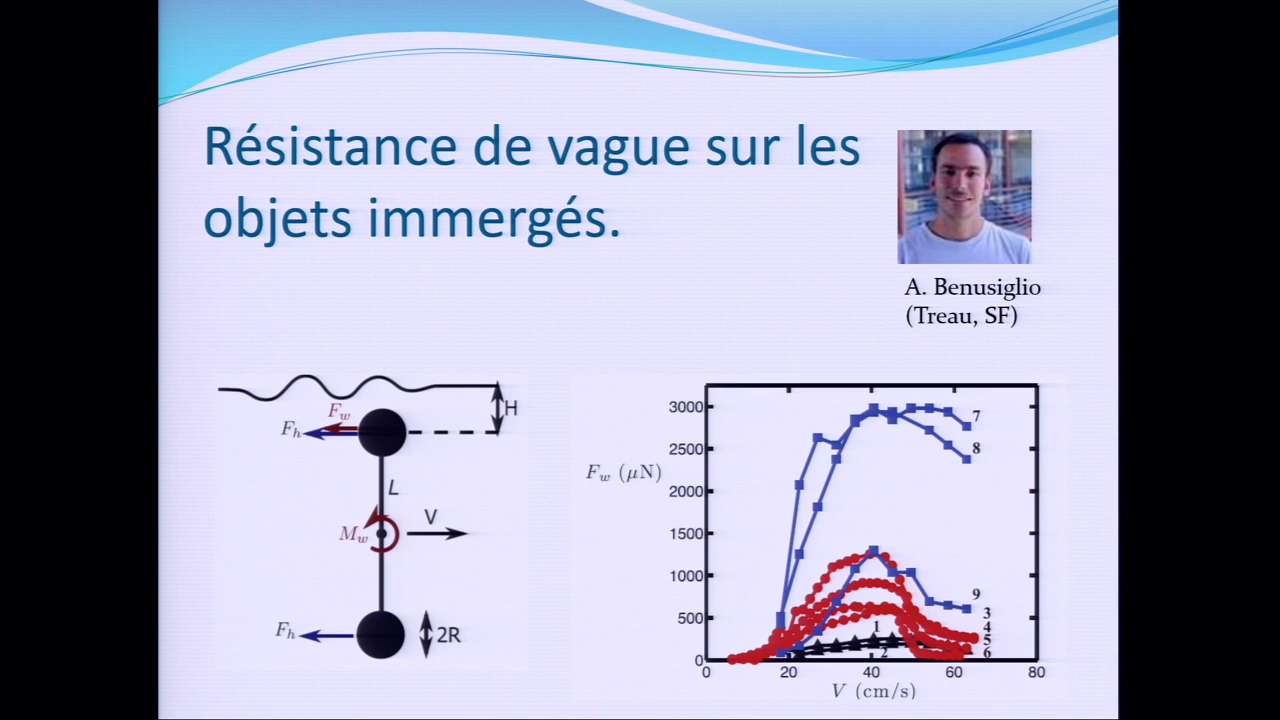 Résistance de vague sur les
objets immergés.
A. Benusiglio
(Treau, SF)
H
F_w
F_h
L
V
M_w
F_h
2R
F_w (μN)
3000
2500
2000
1500
1000
500
0
7
8
9
3
4
5
6
1
2
0 20 40 60 80
V (cm/s)